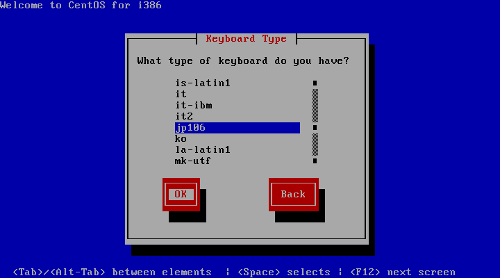 Welcome to CentOS for i386
Keyboard Type
What type of keyboard do you have?
is-latin1
it
it-ibm
it2
jp106
ko
la-latin1
mk-utf
OK
Back
<Tab>/<Alt-Tab> between elements | <Space> selects | <F12> next screen